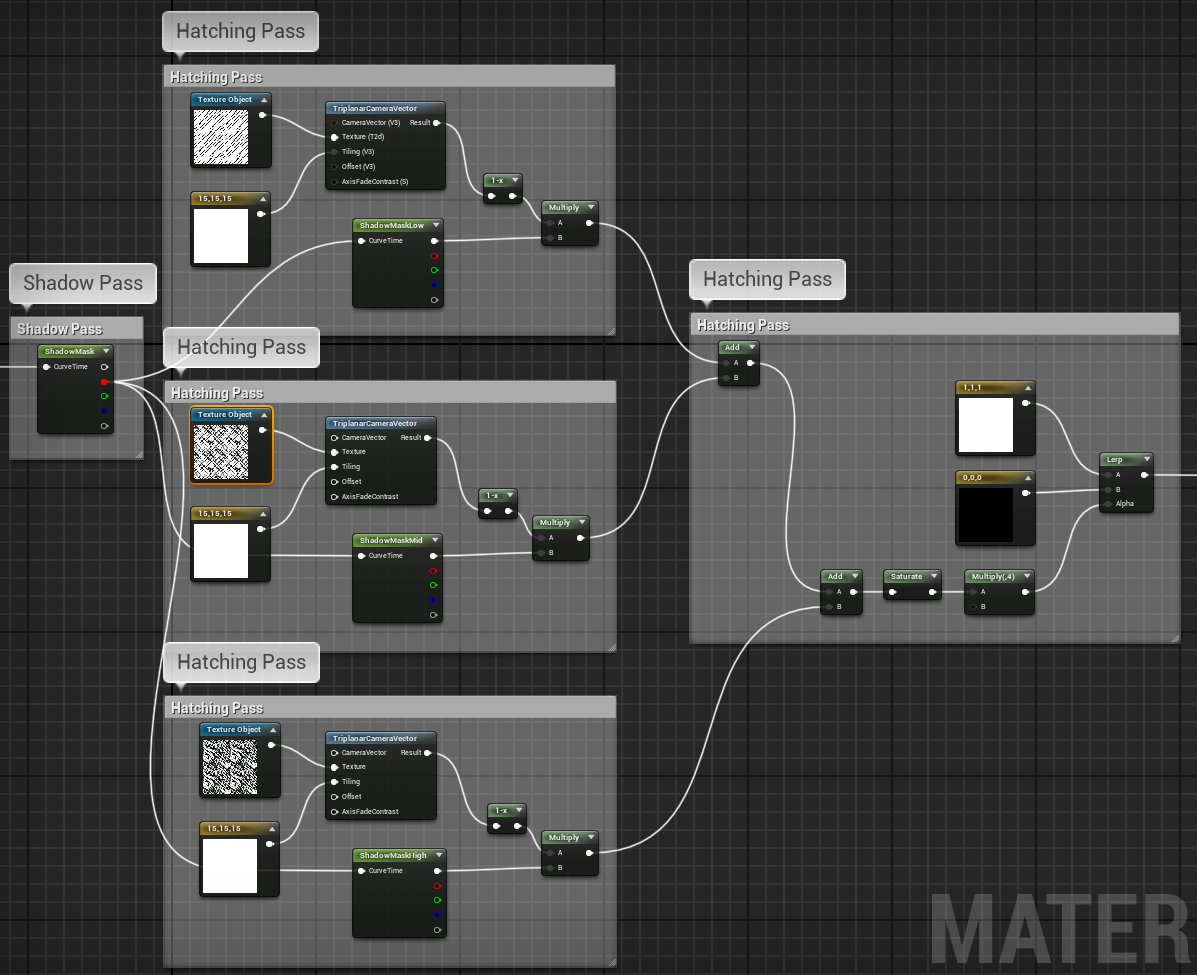 Hatching Pass
Hatching Pass
Texture Object
TriplanarCameraVector
CameraVector (V3) Result
Texture (T2d)
Tiling (V3)
Offset (V3)
AxisFadeContrast (S)
15,15,15
1-x
Multiply
A
B
ShadowMaskLow
CurveTime
Shadow Pass
Shadow Pass
ShadowMask
CurveTime
Hatching Pass
Hatching Pass
Texture Object
TriplanarCameraVector
CameraVector Result
Texture
Tiling
Offset
AxisFadeContrast
15,15,15
1-x
Multiply
A
B
ShadowMaskMid
CurveTime
Hatching Pass
Hatching Pass
Texture Object
TriplanarCameraVector
CameraVector Result
Texture
Tiling
Offset
AxisFadeContrast
15,15,15
1-x
Multiply
A
B
ShadowMaskHigh
CurveTime
Hatching Pass
Hatching Pass
Add
A
B
1,1,1
0,0,0
Lerp
A
B
Alpha
Add
A
B
Saturate
Multiply(,4)
A
B
MATER